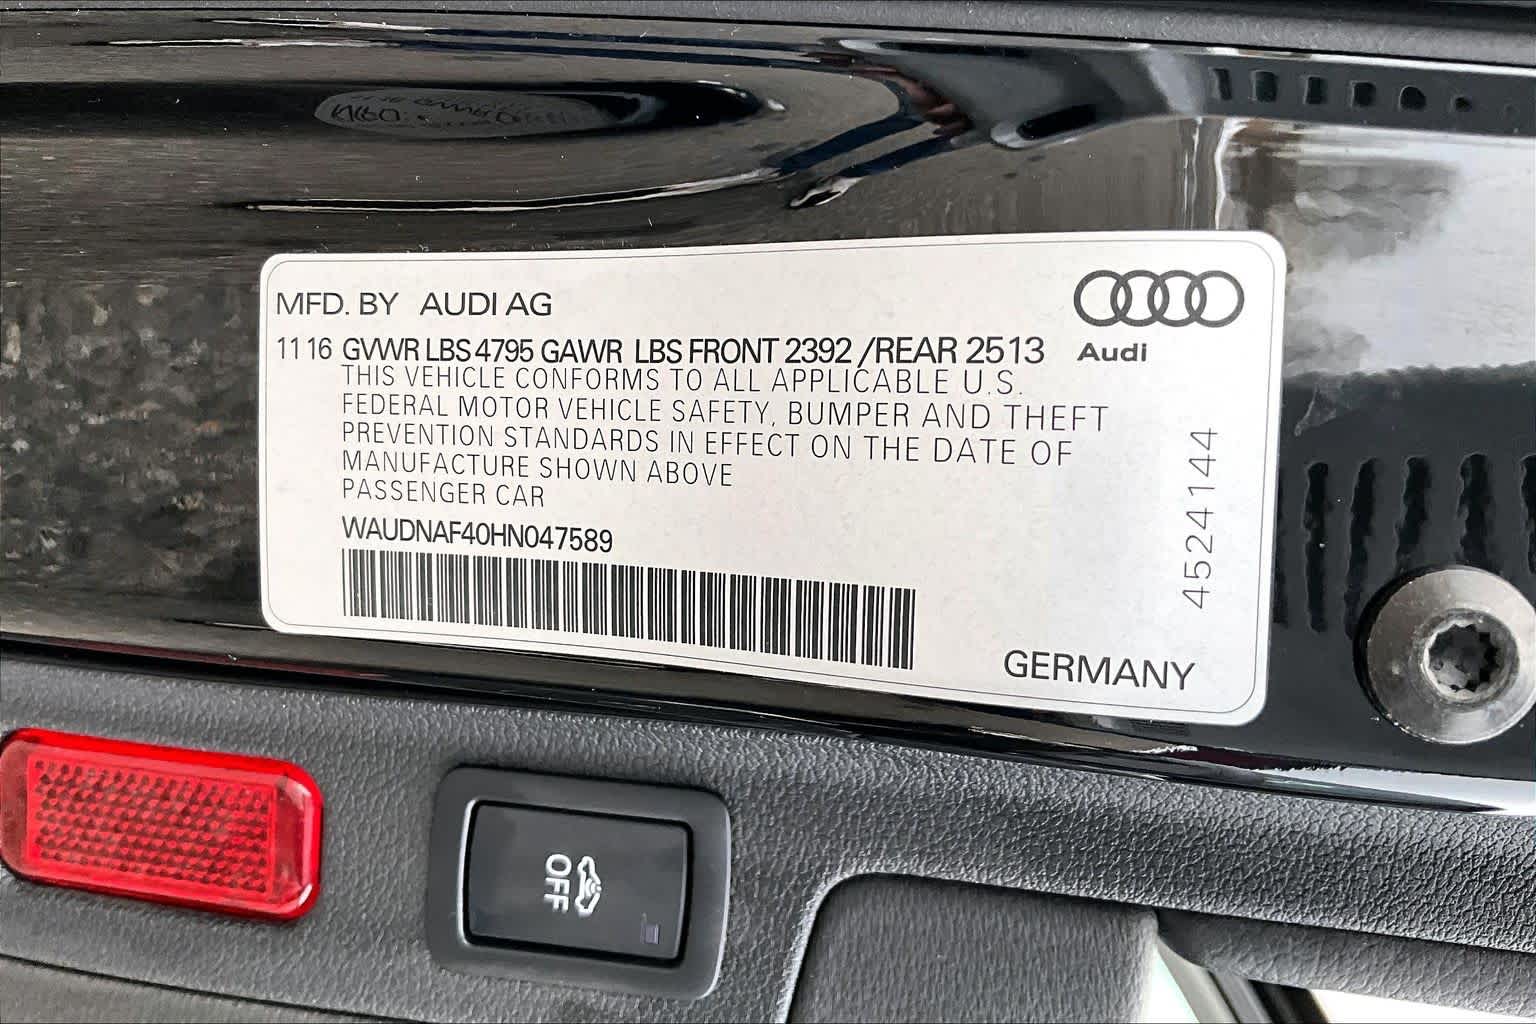 MFD. BY AUDI AG
11 16 GVWR LBS 4795 GAWR LBS FRONT 2392 /REAR 2513
Audi
THIS VEHICLE CONFORMS TO ALL APPLICABLE U.S.
FEDERAL MOTOR VEHICLE SAFETY, BUMPER AND THEFT
PREVENTION STANDARDS IN EFFECT ON THE DATE OF
MANUFACTURE SHOWN ABOVE
PASSENGER CAR
WAUDNAF40HN047589
4524144
GERMANY
OFF